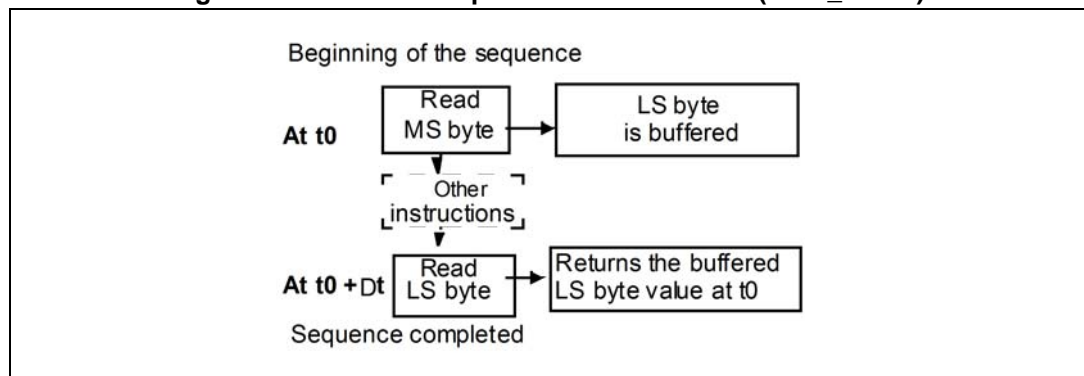 Beginning of the sequence
At t0
Read
MS byte
LS byte
is buffered
Other
instructions
At t0 +Dt
Read
LS byte
Returns the buffered
LS byte value at t0
Sequence completed